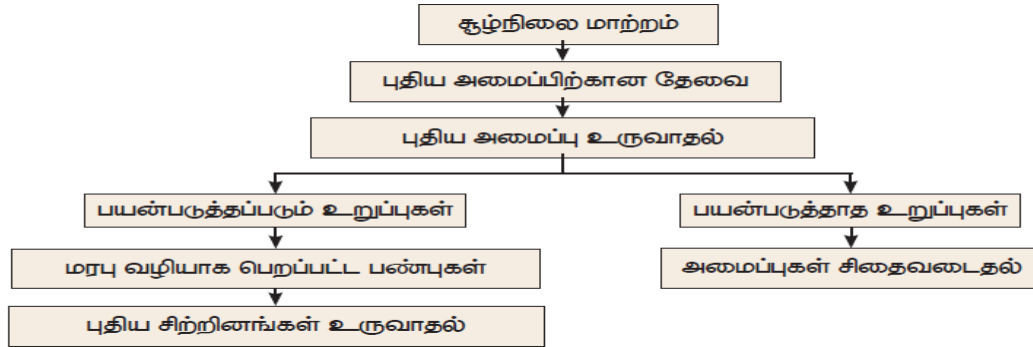 சூழ்நிலை மாற்றம்
புதிய அமைப்பிற்கான தேவை
புதிய அமைப்பு உருவாதல்
பயன்படுத்தப்படும் உறுப்புகள்
பயன்படுத்தாத உறுப்புகள்
மரபு வழியாக பெறப்பட்ட பண்புகள்
அமைப்புகள் சிதைவடைதல்
புதிய சிற்றினங்கள் உருவாதல்